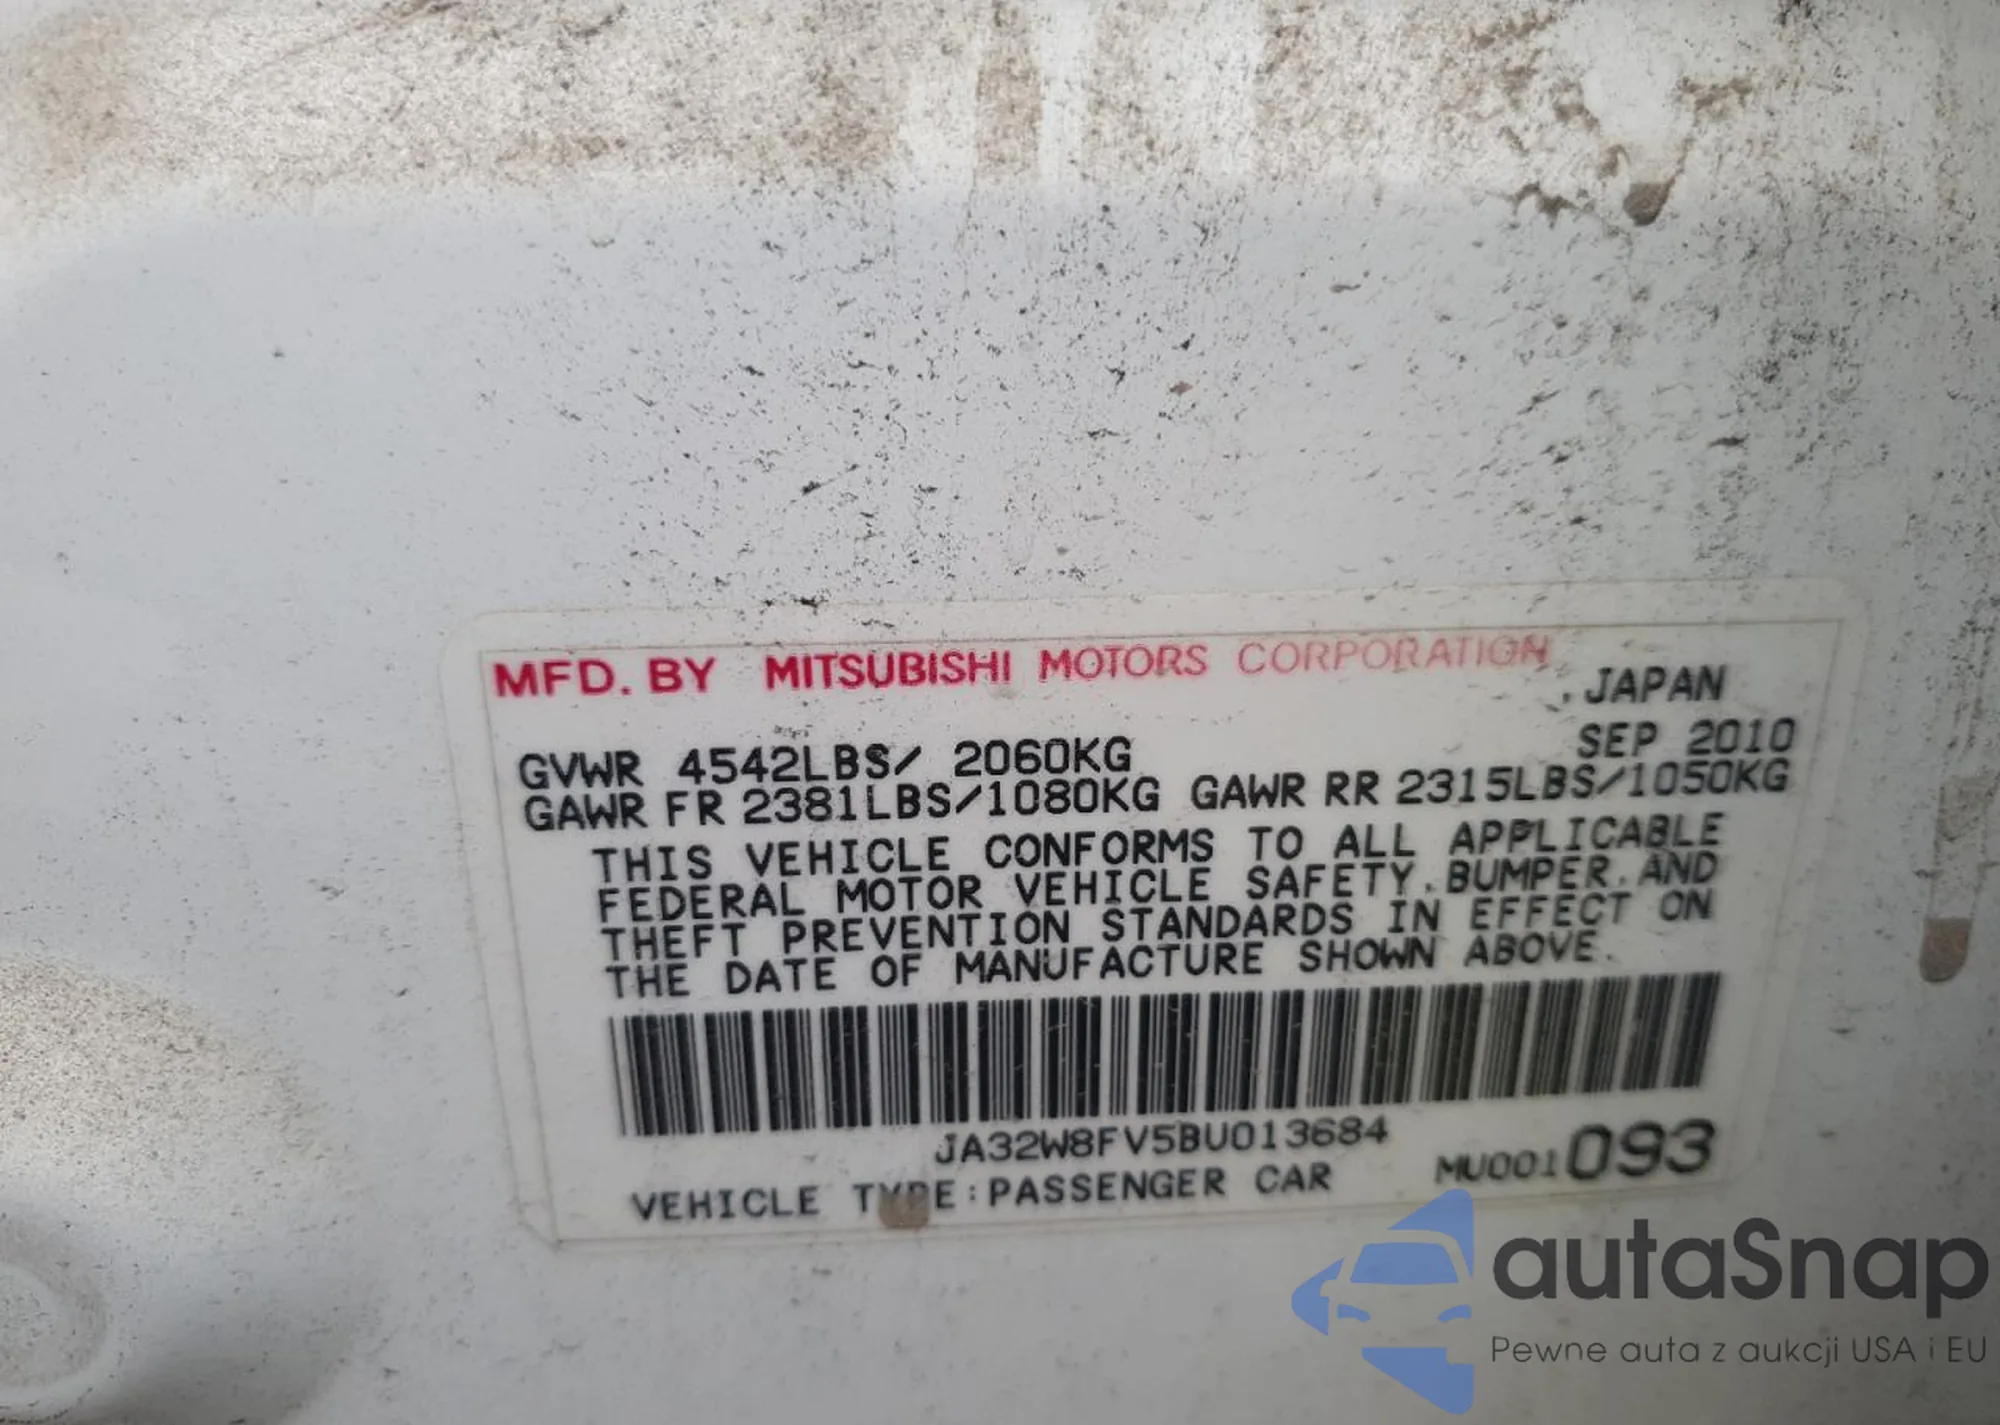 MFD. BY MITSUBISHI MOTORS CORPORATION
, JAPAN
SEP 2010
GVWR 4542LBS/ 2060KG
GAWR FR 2381LBS/1080KG GAWR RR 2315LBS/1050KG
THIS VEHICLE CONFORMS TO ALL APPLICABLE
FEDERAL MOTOR VEHICLE SAFETY, BUMPER, AND
THEFT PREVENTION STANDARDS IN EFFECT ON
THE DATE OF MANUFACTURE SHOWN ABOVE.
JA32W8FV5BU013684
MU001093
VEHICLE TYPE:PASSENGER CAR
autaSnap
Pewne auta z aukcji USA i EU